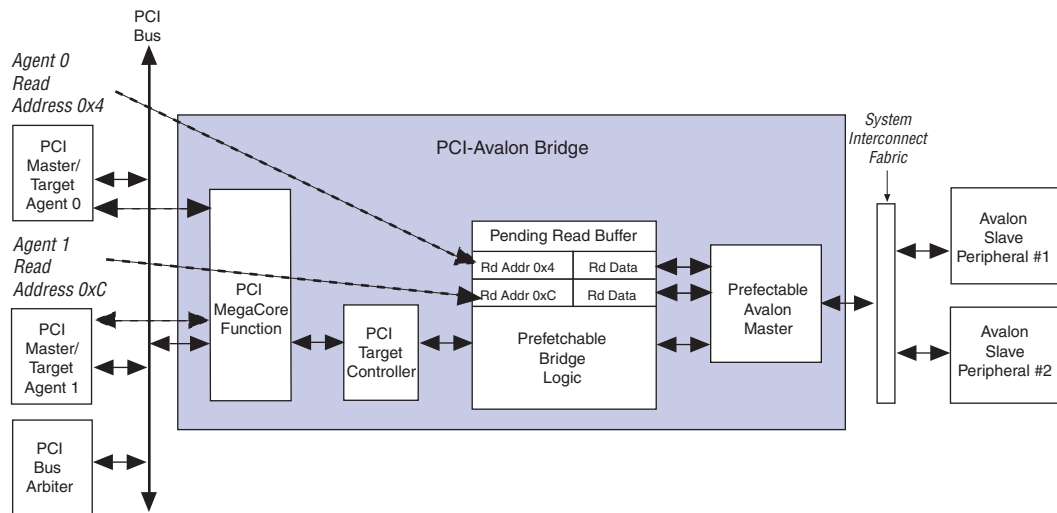 PCI
Bus
Agent 0
Read
Address 0x4
PCI
Master/
Target
Agent 0
Agent 1
Read
Address 0xC
PCI
Master/
Target
Agent 1
PCI
Bus
Arbiter
PCI-Avalon Bridge
PCI
MegaCore
Function
PCI
Target
Controller
Pending Read Buffer
Rd Addr 0x4 Rd Data
Rd Addr 0xC Rd Data
Prefetchable
Bridge
Logic
Prefectable
Avalon
Master
System
Interconnect
Fabric
Avalon
Slave
Peripheral #1
Avalon
Slave
Peripheral #2